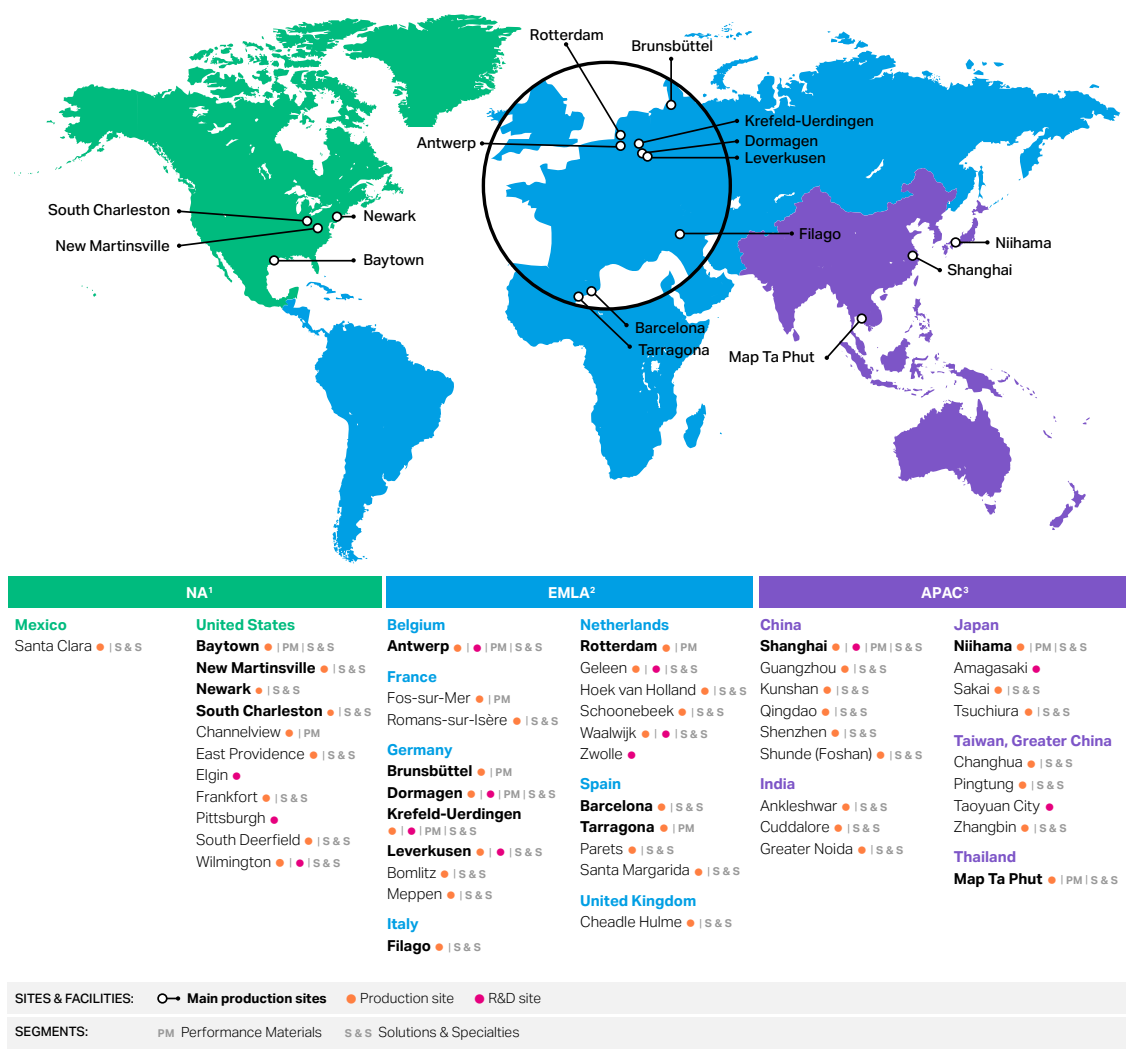 Rotterdam
Brunsbüttel
Krefeld-Uerdingen
Antwerp
Dormagen
Leverkusen
South Charleston
Newark
New Martinsville
Filago
Niihama
Baytown
Shanghai
Barcelona
Tarragona
Map Ta Phut
NA¹
Mexico
Santa Clara | S & S
United States
Baytown | PM | S & S
New Martinsville | S & S
Newark | S & S
South Charleston | S & S
Channelview | PM
East Providence | S & S
Elgin
Frankfort | S & S
Pittsburgh
South Deerfield | S & S
Wilmington | | S & S
EMLA²
Belgium
Antwerp | | PM | S & S
France
Fos-sur-Mer | PM
Romans-sur-Isère | S & S
Germany
Brunsbüttel | PM
Dormagen | | PM | S & S
Krefeld-Uerdingen
| | PM | S & S
Leverkusen | | S & S
Bomlitz | S & S
Meppen | S & S
Italy
Filago | S & S
Netherlands
Rotterdam | PM
Geleen | | S & S
Hoek van Holland | S & S
Schoonebeek | S & S
Waalwijk | | S & S
Zwolle
Spain
Barcelona | S & S
Tarragona | PM
Parets | S & S
Santa Margarida | S & S
United Kingdom
Cheadle Hulme | S & S
APAC³
China
Shanghai | | PM | S & S
Guangzhou | S & S
Kunshan | S & S
Qingdao | S & S
Shenzhen | S & S
Shunde (Foshan) | S & S
India
Ankleshwar | S & S
Cuddalore | S & S
Greater Noida | S & S
Japan
Niihama | PM | S & S
Amagasaki
Sakai | S & S
Tsuchiura | S & S
Taiwan, Greater China
Changhua | S & S
Pingtung | S & S
Taoyuan City
Zhangbin | S & S
Thailand
Map Ta Phut | PM | S & S
SITES & FACILITIES: Main production sites Production site R&D site
SEGMENTS: PM Performance Materials S & S Solutions & Specialties